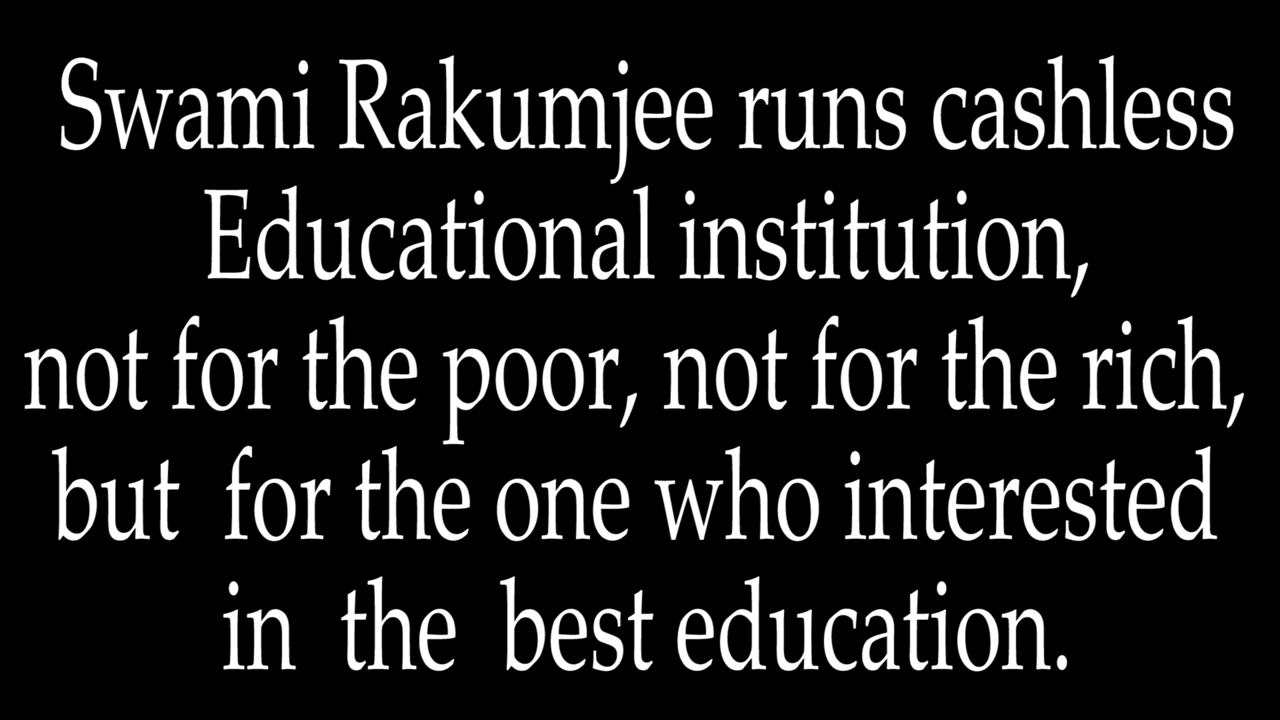 Swami Rakumjee runs cashless
Educational institution,
not for the poor, not for the rich,
but for the one who interested
in the best education.